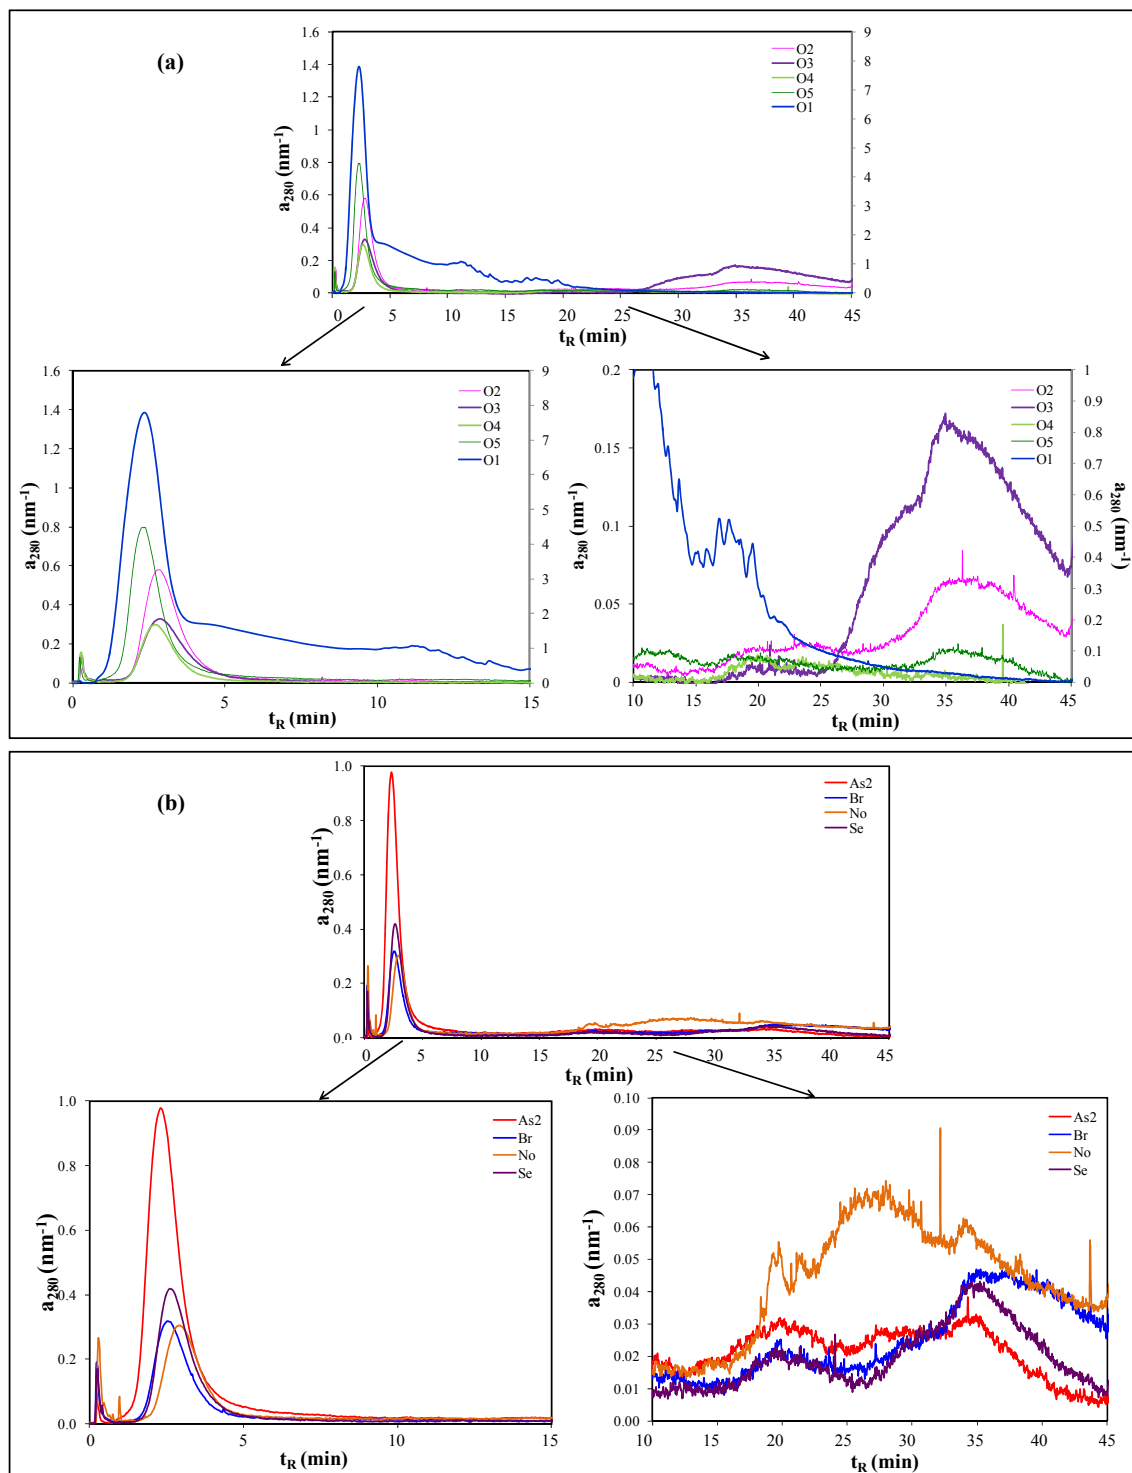 (a)
1.6
1.4
1.2
1
0.8
0.6
0.4
0.2
0
a280 (nm-1)
9
8
7
6
5
4
3
2
1
0
O2
O3
O4
O5
O1
0 5 10 15 20 25 30 35 40 45
tR (min)
1.6
1.4
1.2
1
0.8
0.6
0.4
0.2
0
a280 (nm-1)
9
8
7
6
5
4
3
2
1
0
O2
O3
O4
O5
O1
0 5 10 15
tR (min)
0.2
0.15
0.1
0.05
0
a280 (nm-1)
1
0.9
0.8
0.7
0.6
0.5
0.4
0.3
0.2
0.1
0
a280 (nm-1)
O2
O3
O4
O5
O1
10 15 20 25 30 35 40 45
tR (min)
(b)
1.0
0.8
0.6
0.4
0.2
0.0
a280 (nm-1)
As2
Br
No
Se
0 5 10 15 20 25 30 35 40 45
tR (min)
1.0
0.8
0.6
0.4
0.2
0.0
a280 (nm-1)
As2
Br
No
Se
0 5 10 15
tR (min)
0.10
0.09
0.08
0.07
0.06
0.05
0.04
0.03
0.02
0.01
0.00
a280 (nm-1)
As2
Br
No
Se
10 15 20 25 30 35 40 45
tR (min)